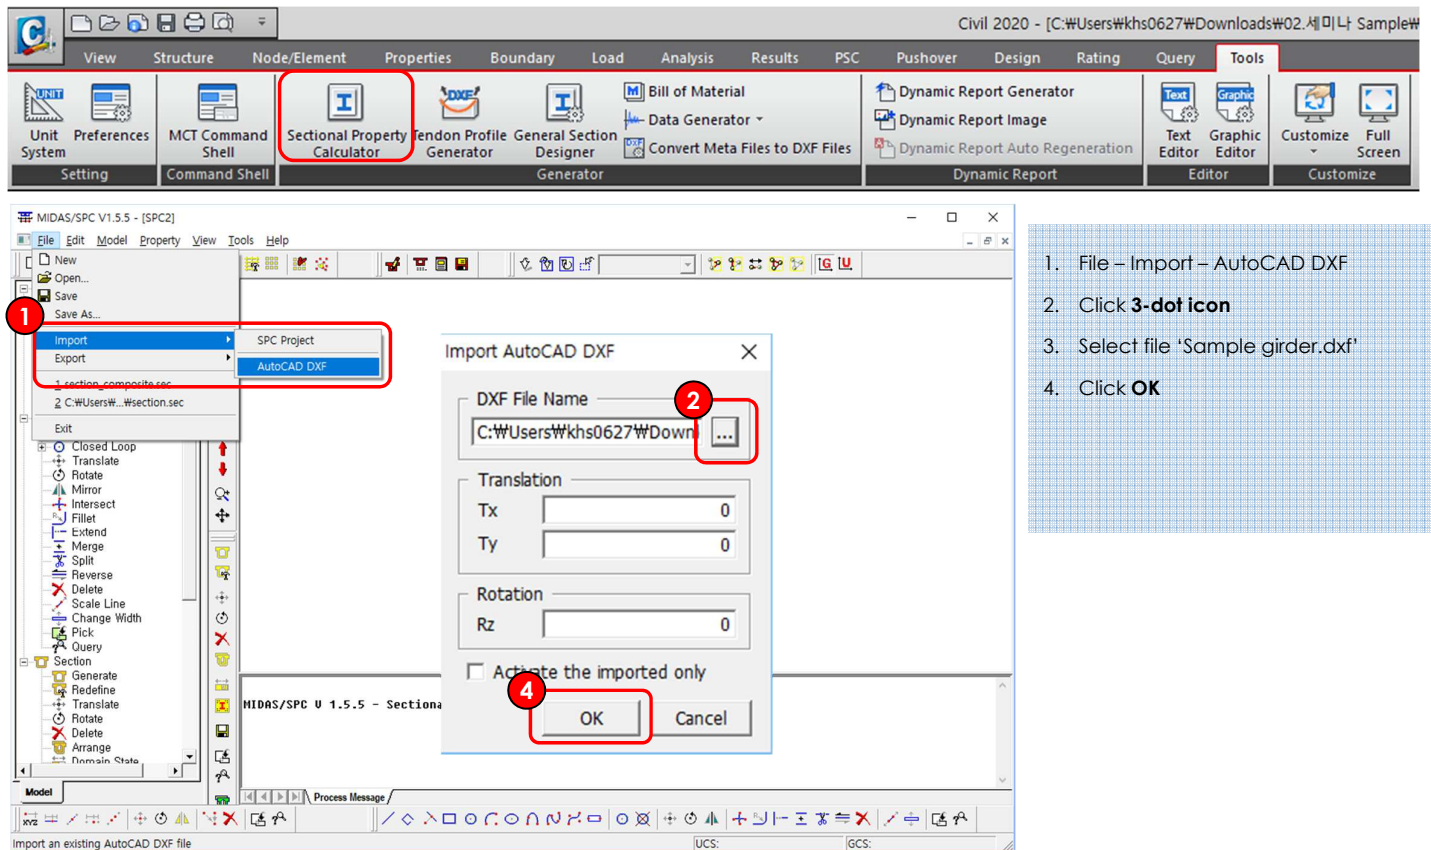 Civil 2020 - [C:₩Users₩khs0627₩Downloads₩02.세미나 Sample₩
View Structure Node/Element Properties Boundary Load Analysis Results PSC Pushover Design Rating Query Tools
UNIT
Unit System
Preferences
MCT Command Shell
Sectional Property Calculator
DXF
Tendon Profile Generator
General Section Designer
Bill of Material
Data Generator
Convert Meta Files to DXF Files
Dynamic Report Generator
Dynamic Report Image
Dynamic Report Auto Regeneration
Text
Text Editor
Graphic
Graphic Editor
Customize
Full Screen
Setting
Command Shell
Generator
Dynamic Report
Editor
Customize
MIDAS/SPC V1.5.5 - [SPC2]
File Edit Model Property View Tools Help
New
Open...
Save
Save As...
1
Import
Export
SPC Project
AutoCAD DXF
1 section_composite.sec
2 C:₩Users₩...₩section.sec
Exit
Closed Loop
Translate
Rotate
Mirror
Intersect
Fillet
Extend
Merge
Split
Reverse
Delete
Scale Line
Change Width
Pick
Query
Section
Generate
Redefine
Translate
Rotate
Delete
Arrange
Domain State
Model
MIDAS/SPC V 1.5.5 - Sectiona
Process Message
Import an existing AutoCAD DXF file
UCS:
GCS:
Import AutoCAD DXF
DXF File Name
2
C:₩Users₩khs0627₩Down
...
Translation
Tx 0
Ty 0
Rotation
Rz 0
Activate the imported only
4
OK
Cancel
1. File – Import – AutoCAD DXF
2. Click 3-dot icon
3. Select file ‘Sample girder.dxf’
4. Click OK